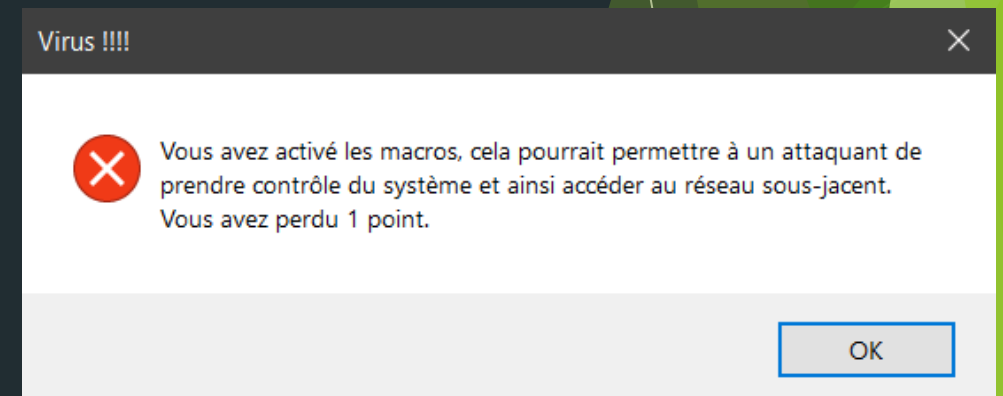 Virus !!!!
Vous avez activé les macros, cela pourrait permettre à un attaquant de
prendre contrôle du système et ainsi accéder au réseau sous-jacent.
Vous avez perdu 1 point.
OK